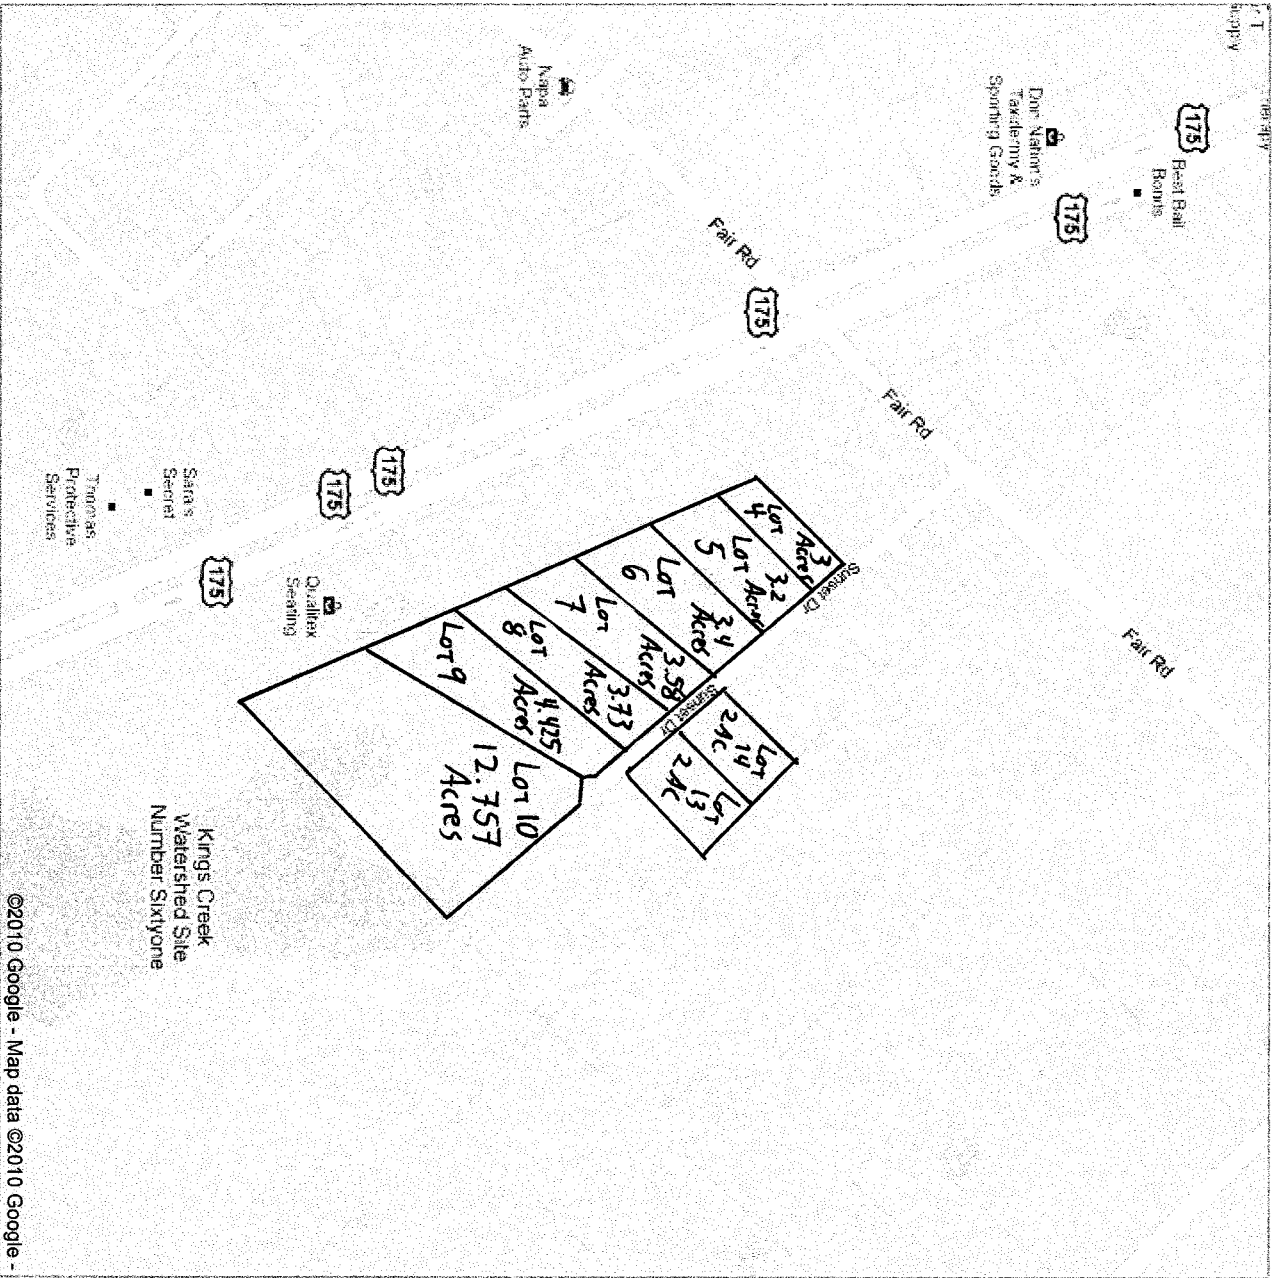 175
Best Bail
Bonds
Don Nation's
Taxidermy &
Sporting Goods
175
Napa
Auto Parts
Fair Rd
175
Fair Rd
Fair Rd
Sunset Dr
3
Acres
LOT
4
3.2
Acres
LOT
5
3.4
Acres
LOT
6
3.58
Acres
LOT
7
3.73
Acres
LOT
8
4.425
Acres
LOT 9
LOT 10
12.757
Acres
Sunset Dr
LOT
14
2 AC
LOT
13
2 AC
175
175
Sara's
Secret
Thomas
Protective
Services
175
Qualitex
Seating
Kings Creek
Watershed Site
Number Sixtyone
©2010 Google - Map data ©2010 Google -